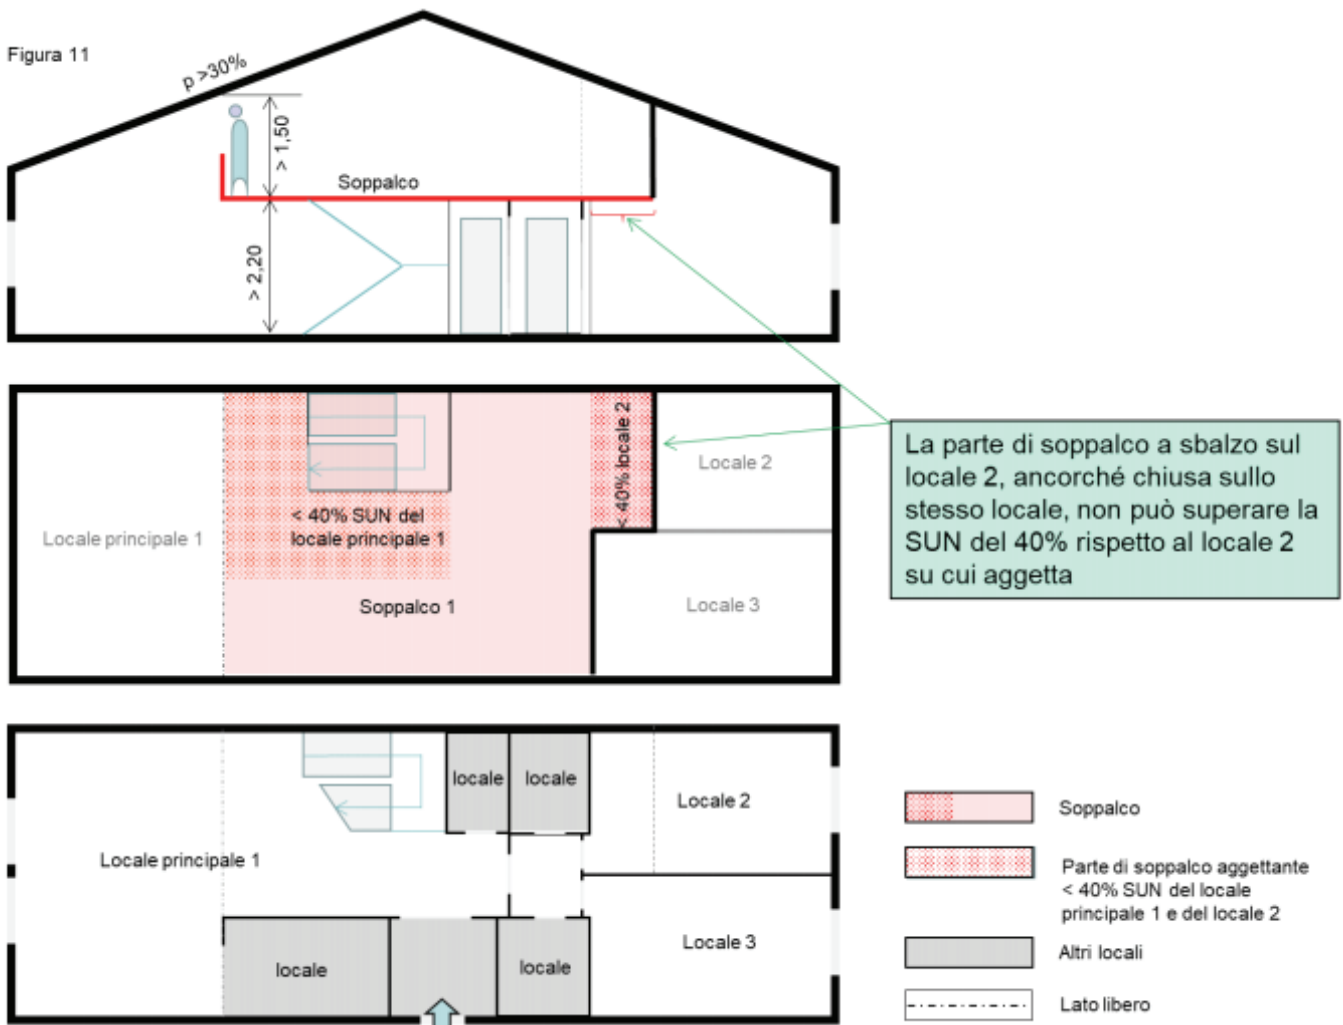 Figura 11
p >30%
> 1,50
Soppalco
> 2,20
< 40% locale 2
Locale 2
La parte di soppalco a sbalzo sul
locale 2, ancorché chiusa sullo
stesso locale, non può superare la
SUN del 40% rispetto al locale 2
su cui aggetta
Locale principale 1
< 40% SUN del
locale principale 1
Soppalco 1
Locale 3
locale
locale
Locale 2
Locale principale 1
Locale 3
locale
locale
Soppalco
Parte di soppalco aggettante
< 40% SUN del locale
principale 1 e del locale 2
Altri locali
Lato libero